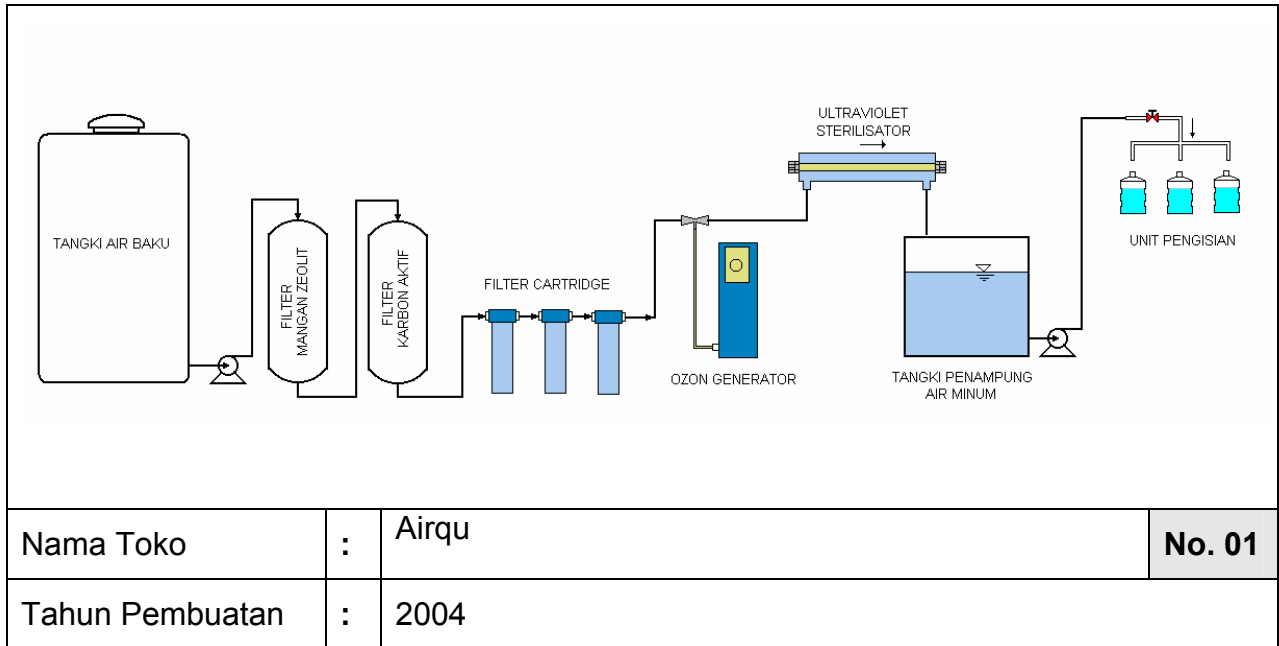 TANGKI AIR BAKU
FILTER
MANGAN ZEOLIT
FILTER
KARBON AKTIF
FILTER CARTRIDGE
OZON GENERATOR
ULTRAVIOLET
STERILISATOR
TANGKI PENAMPUNG
AIR MINUM
UNIT PENGISIAN
Nama Toko : Airqu No. 01
Tahun Pembuatan : 2004